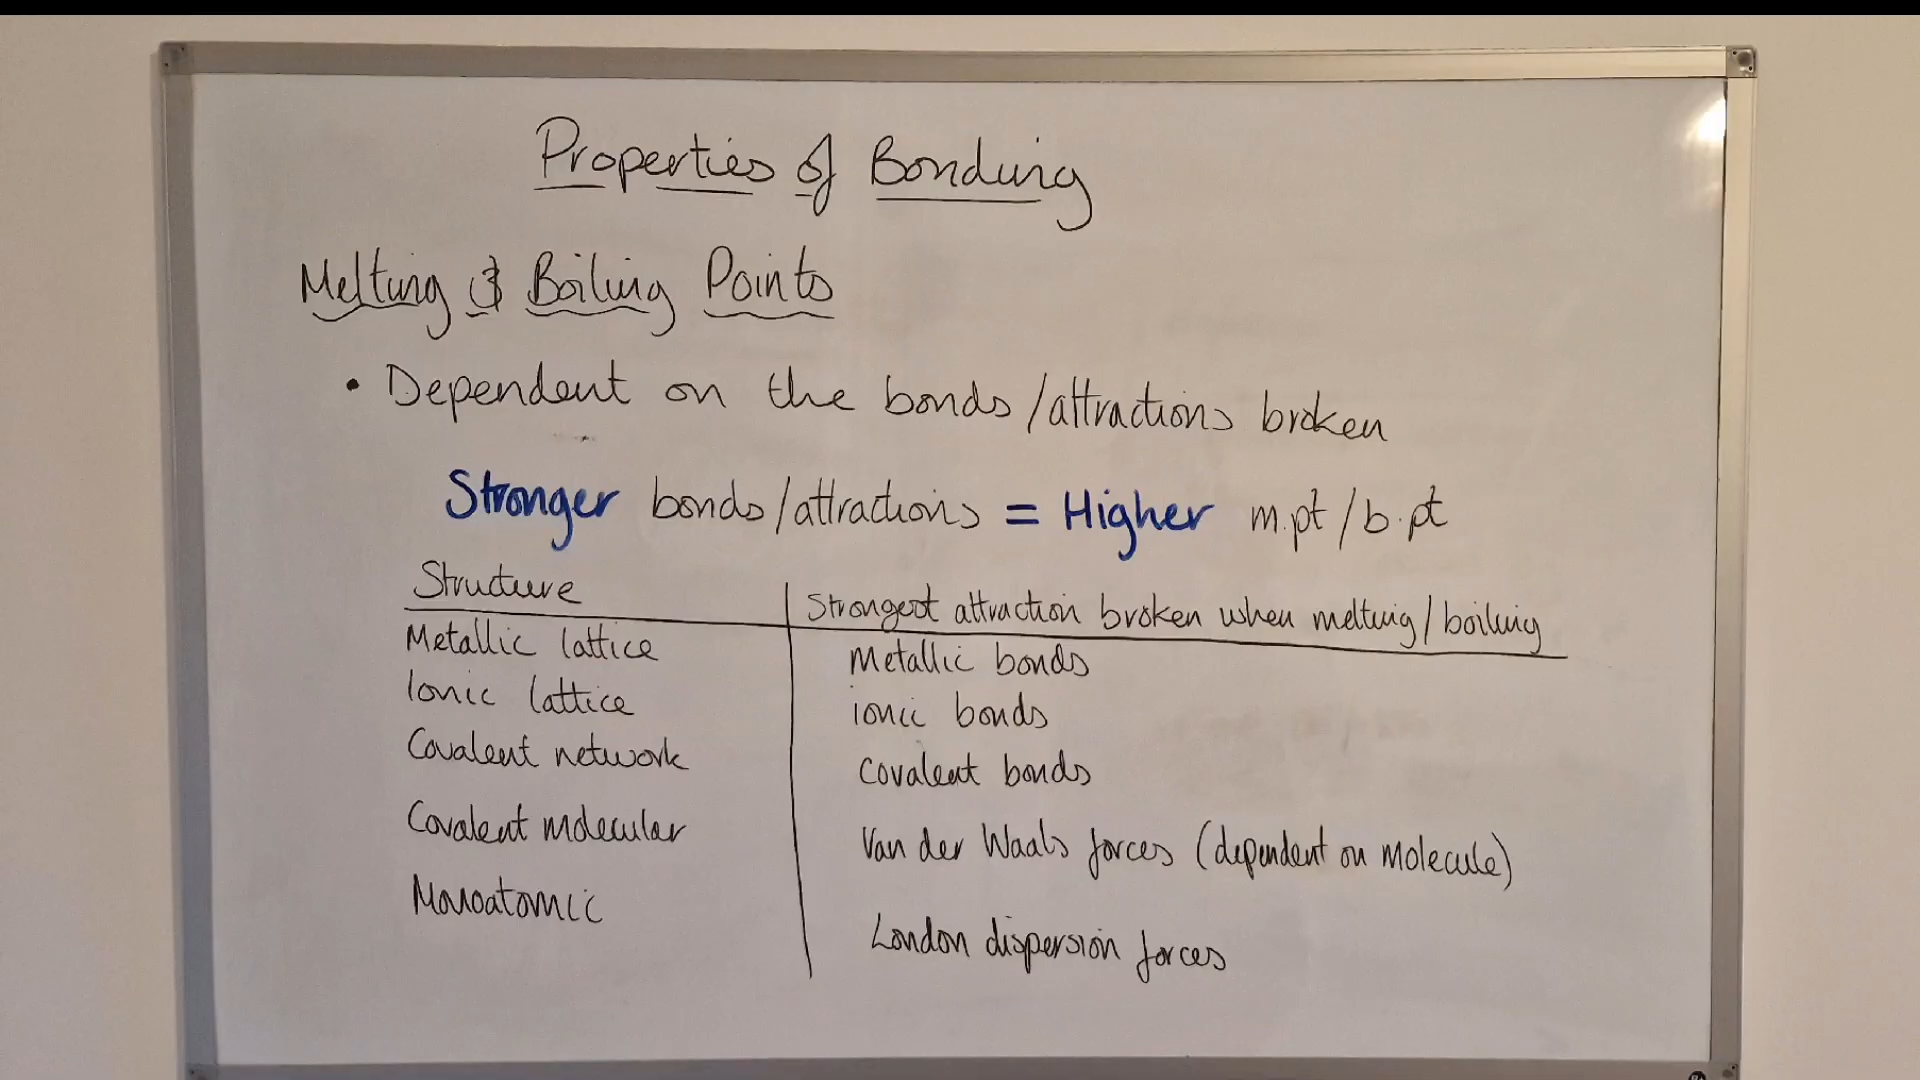 Properties of Bonding
Melting & Boiling Points
• Dependent on the bonds/attractions broken
Stronger bonds/attractions = Higher m.pt/b.pt
Structure | Strongest attraction broken when melting/boiling
Metallic lattice | Metallic bonds
Ionic lattice | ionic bonds
Covalent network | Covalent bonds
Covalent molecular | Van der Waals forces (dependent on molecule)
Monoatomic | London dispersion forces